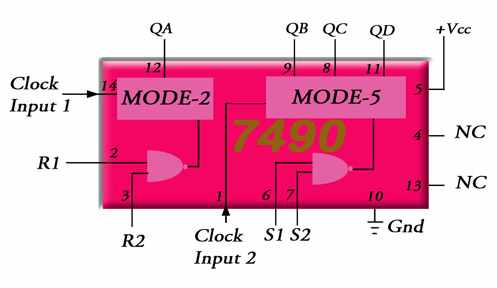 QA QB QC QD +Vcc
12 9 8 11
Clock
Input 1
14 MODE-2 MODE-5 5
7490
R1 2 4 NC
3 1 6 7 10 13 NC
R2 Clock
Input 2
S1 S2 Gnd